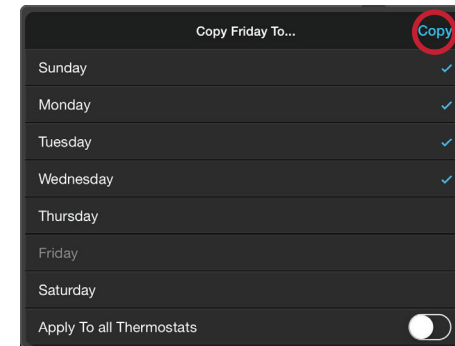 Copy Friday To... Copy
Sunday
Monday
Tuesday
Wednesday
Thursday
Friday
Saturday
Apply To all Thermostats